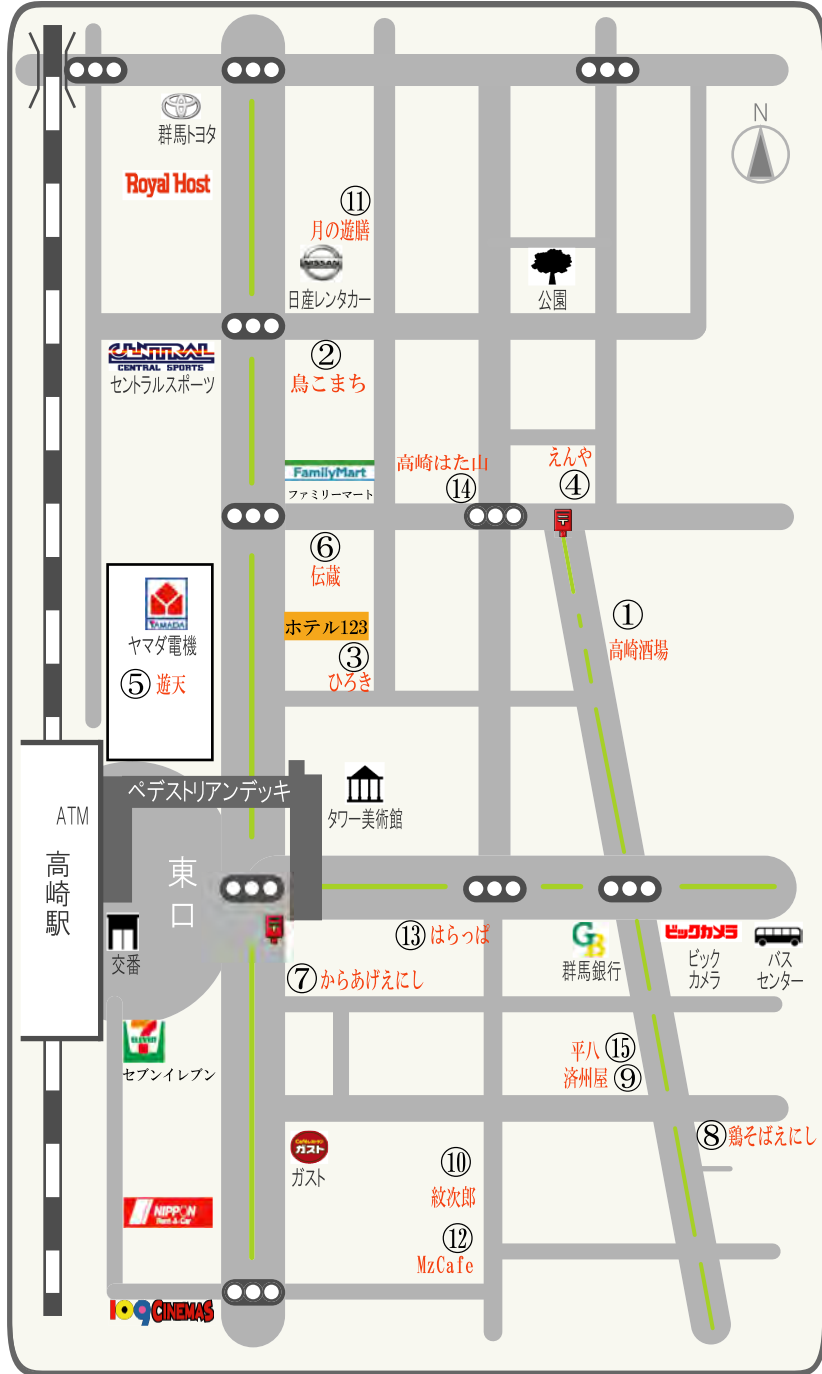 N
群馬トヨタ
Royal Host
⑪
月の遊膳
NISSAN
日産レンタカー
公園
CENTRAL
CENTRAL SPORTS
セントラルスポーツ
②
鳥こまち
FamilyMart
ファミリーマート
高崎はた山
⑭
えんや
④
〒
⑥
伝蔵
ホテル123
③
ひろき
①
高崎酒場
YAMADA
ヤマダ電機
⑤ 遊天
ペデストリアンデッキ
ATM
高崎駅
東口
タワー美術館
交番
⑬ はらっぱ
⑦ からあげえにし
GB
群馬銀行
ビックカメラ
ビック
カメラ
バス
センター
7
ELEVEN
セブンイレブン
平八 ⑮
済州屋 ⑨
⑧ 鶏そばえにし
ガスト
ガスト
⑩
紋次郎
NIPPON
Rent-A-Car
⑫
MzCafe
109 CINEMAS